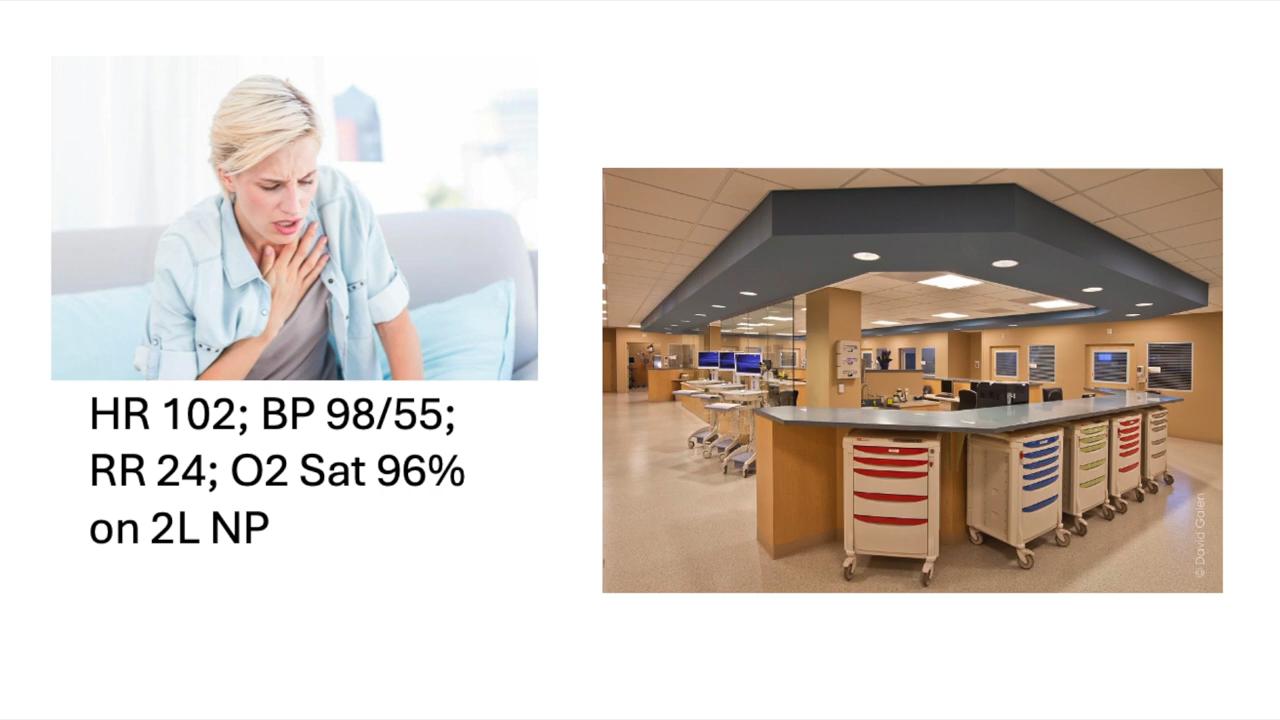 HR 102; BP 98/55;
RR 24; O2 Sat 96%
on 2L NP
© David Galen